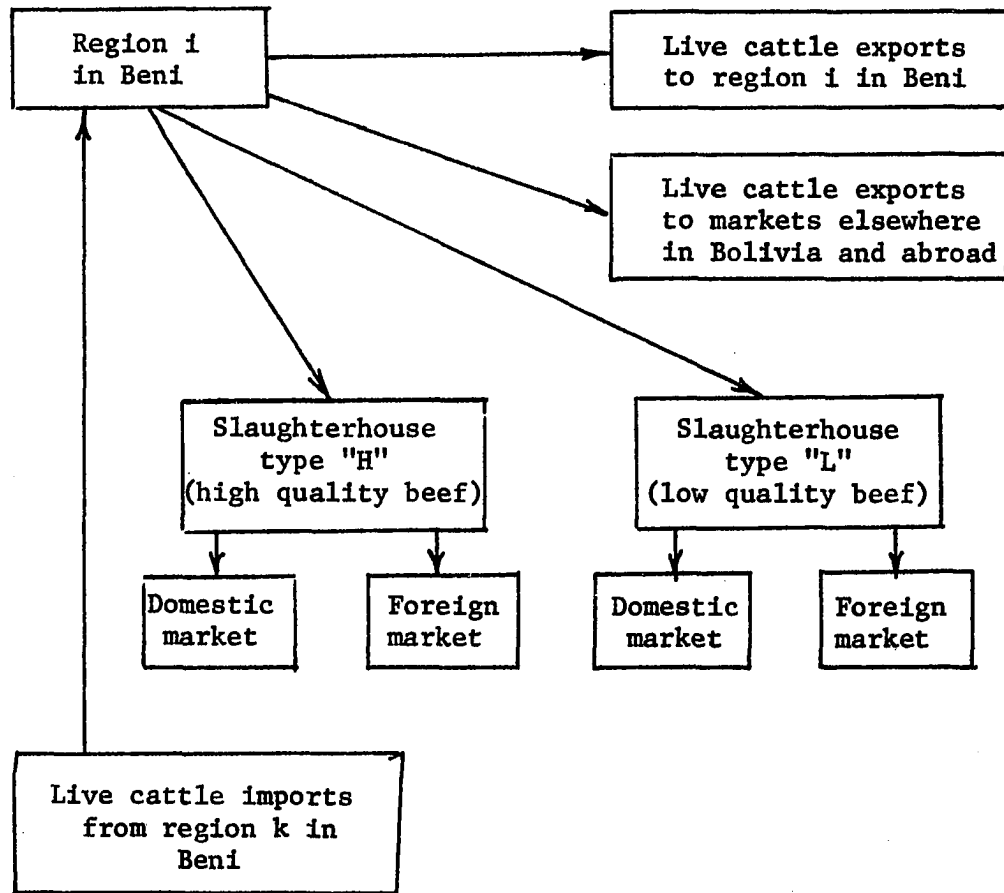 Region i
in Beni
Live cattle exports
to region i in Beni
Live cattle exports
to markets elsewhere
in Bolivia and abroad
Slaughterhouse
type "H"
(high quality beef)
Slaughterhouse
type "L"
(low quality beef)
Domestic
market
Foreign
market
Domestic
market
Foreign
market
Live cattle imports
from region k in
Beni